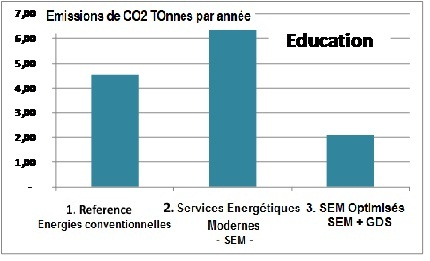 Emissions de CO2 TOnnes par année
Education
7,00
6,00
5,00
4,00
3,00
2,00
1,00
-
1. Reference
Energies conventionnelles
2. Services Energétiques
Modernes
- SEM -
3. SEM Optimisés
SEM + GDS